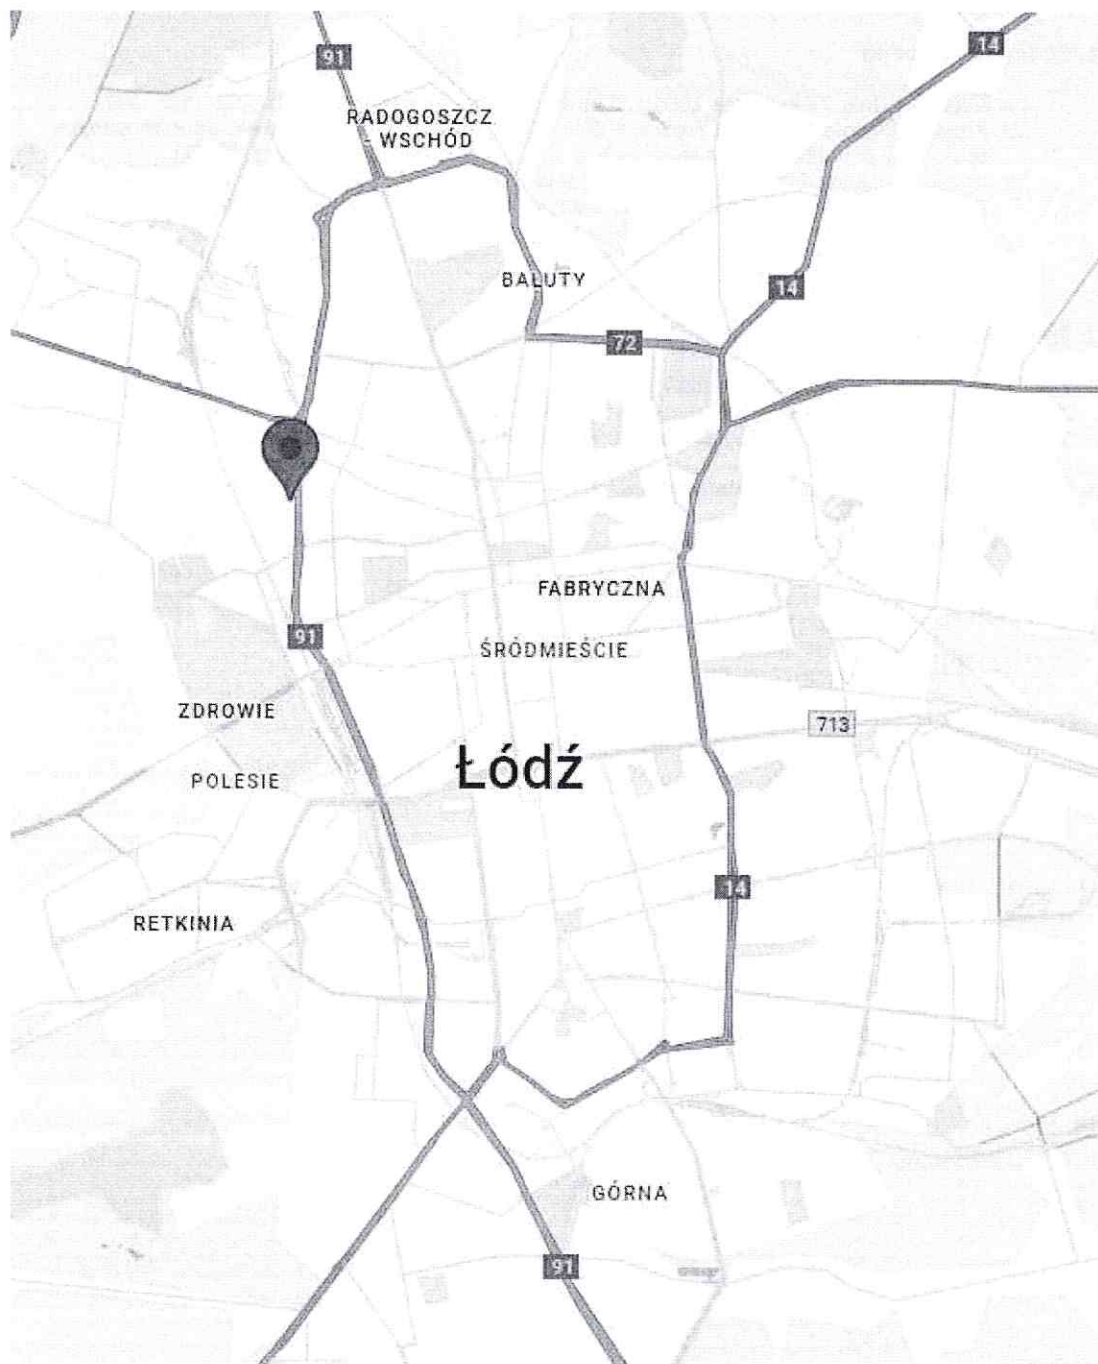 91
14
RADOGOSZCZ
- WSCHÓD
BAŁUTY
14
72
FABRYCZNA
91
ŚRÓDMIEŚCIE
ZDROWIE
713
Łódź
POLESIE
14
RETKINIA
GÓRNA
91